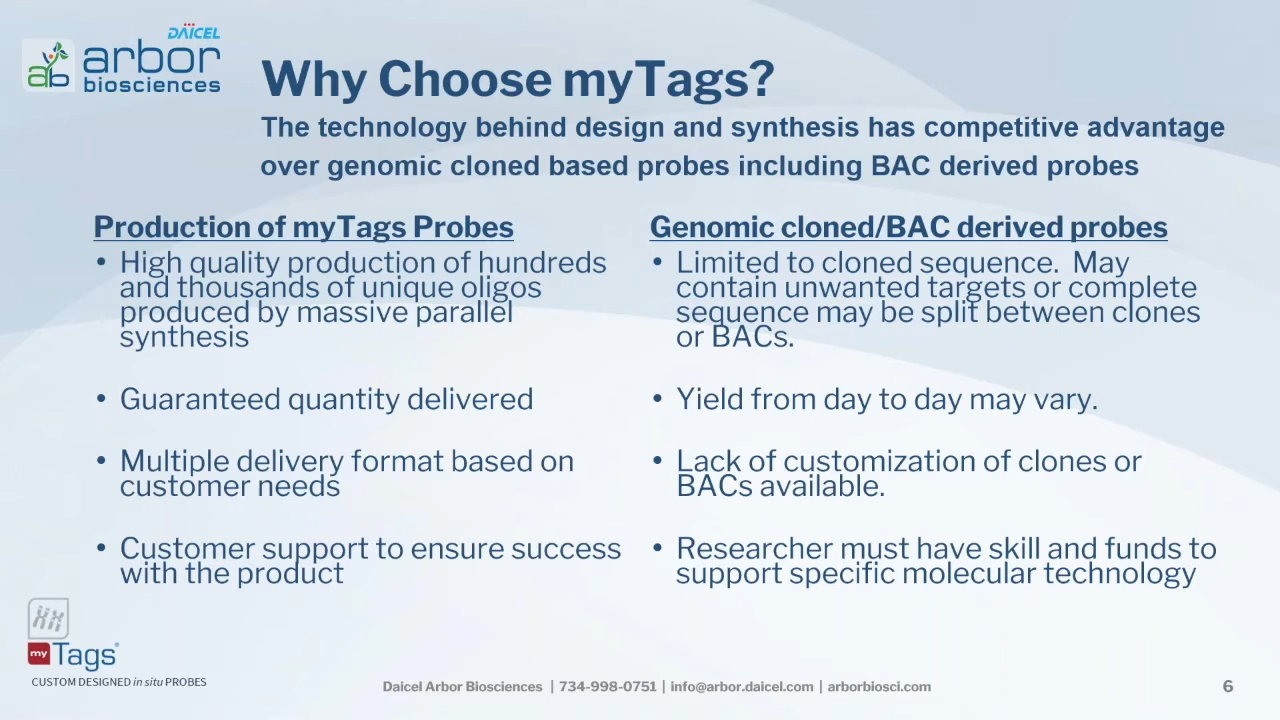 DAICEL
ab arbor
biosciences
Why Choose myTags?
The technology behind design and synthesis has competitive advantage
over genomic cloned based probes including BAC derived probes
Production of myTags Probes
• High quality production of hundreds
and thousands of unique oligos
produced by massive parallel
synthesis
• Guaranteed quantity delivered
• Multiple delivery format based on
customer needs
• Customer support to ensure success
with the product
Genomic cloned/BAC derived probes
• Limited to cloned sequence.  May
contain unwanted targets or complete
sequence may be split between clones
or BACs.
• Yield from day to day may vary.
• Lack of customization of clones or
BACs available.
• Researcher must have skill and funds to
support specific molecular technology
my Tags®
CUSTOM DESIGNED in situ PROBES
Daicel Arbor Biosciences | 734-998-0751 | info@arbor.daicel.com | arborbiosci.com
6